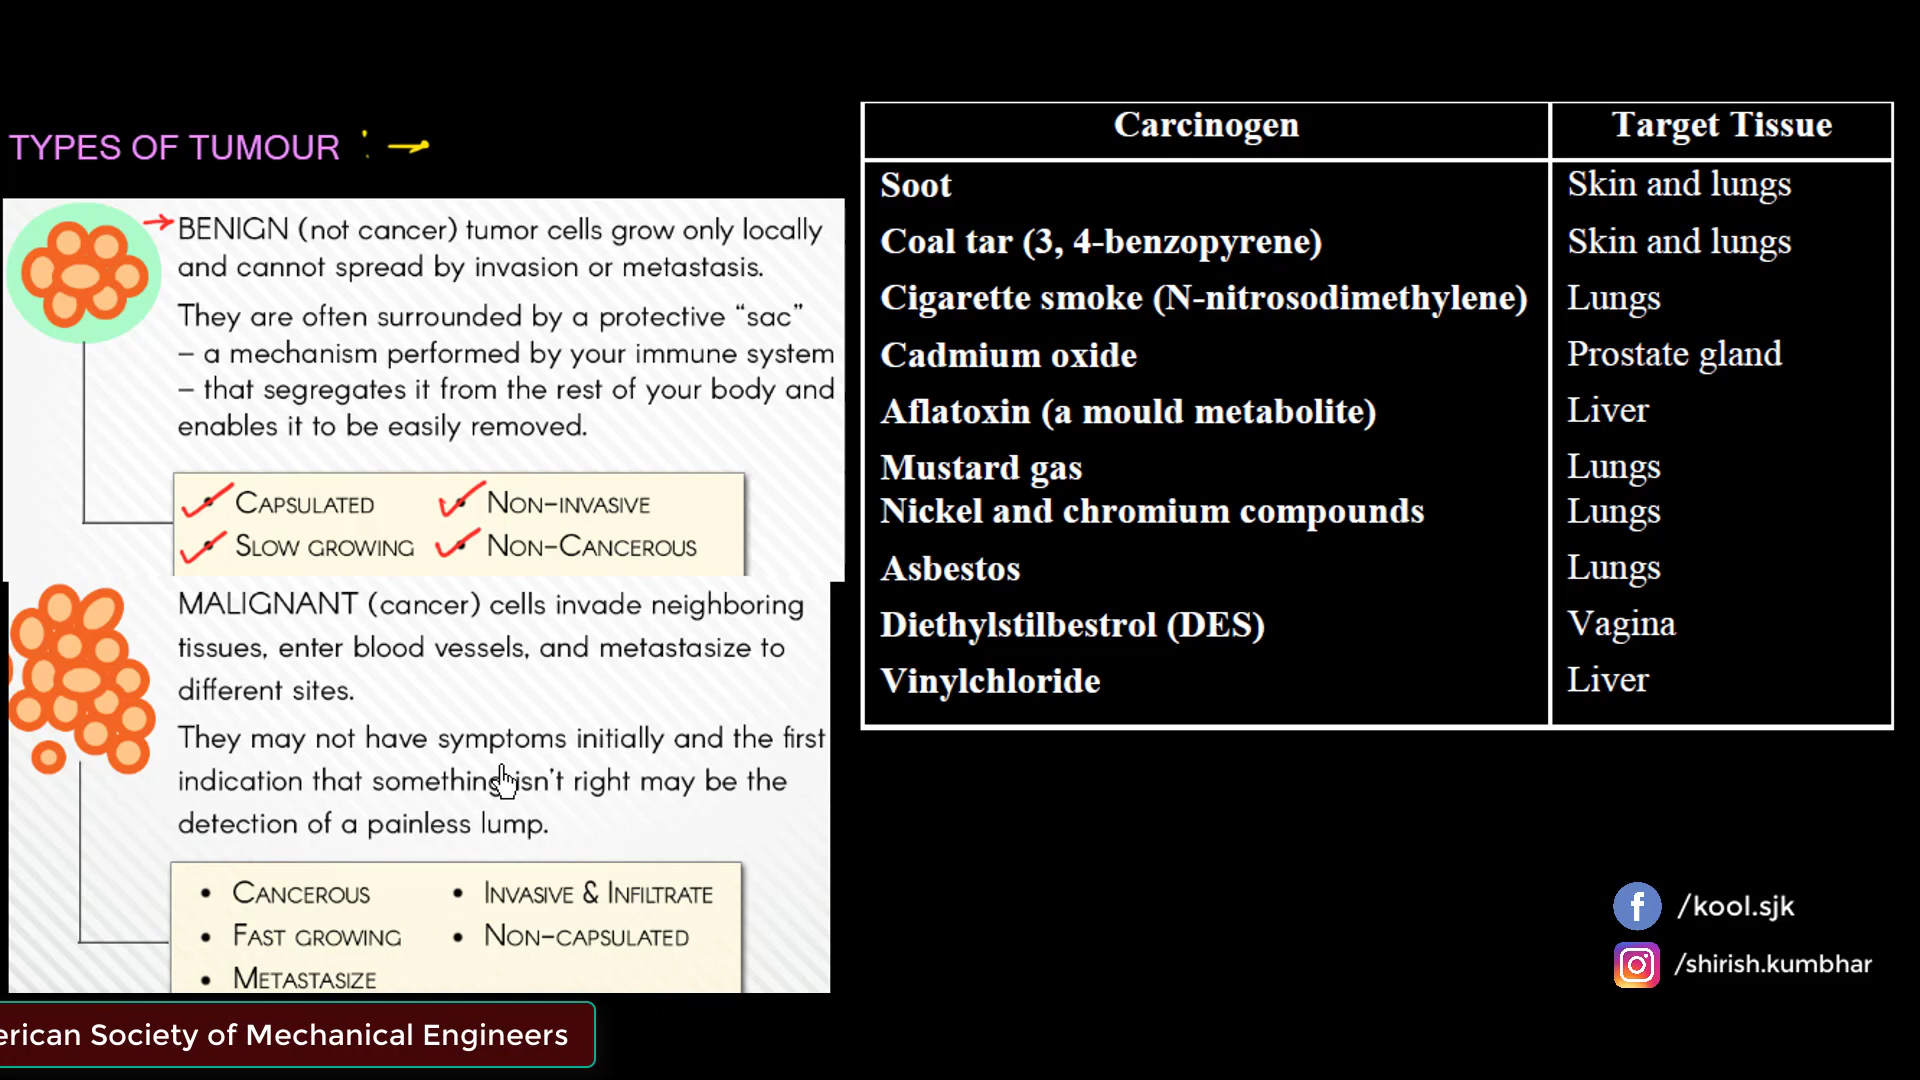 TYPES OF TUMOUR :
BENIGN (not cancer) tumor cells grow only locally
and cannot spread by invasion or metastasis.
They are often surrounded by a protective “sac”
– a mechanism performed by your immune system
– that segregates it from the rest of your body and
enables it to be easily removed.
• CAPSULATED • NON-INVASIVE
• SLOW GROWING • NON-CANCEROUS
MALIGNANT (cancer) cells invade neighboring
tissues, enter blood vessels, and metastasize to
different sites.
They may not have symptoms initially and the first
indication that something isn’t right may be the
detection of a painless lump.
• CANCEROUS • INVASIVE & INFILTRATE
• FAST GROWING • NON-CAPSULATED
• METASTASIZE
Carcinogen Target Tissue
Soot Skin and lungs
Coal tar (3, 4-benzopyrene) Skin and lungs
Cigarette smoke (N-nitrosodimethylene) Lungs
Cadmium oxide Prostate gland
Aflatoxin (a mould metabolite) Liver
Mustard gas Lungs
Nickel and chromium compounds Lungs
Asbestos Lungs
Diethylstilbestrol (DES) Vagina
Vinylchloride Liver
/kool.sjk
/shirish.kumbhar
erican Society of Mechanical Engineers